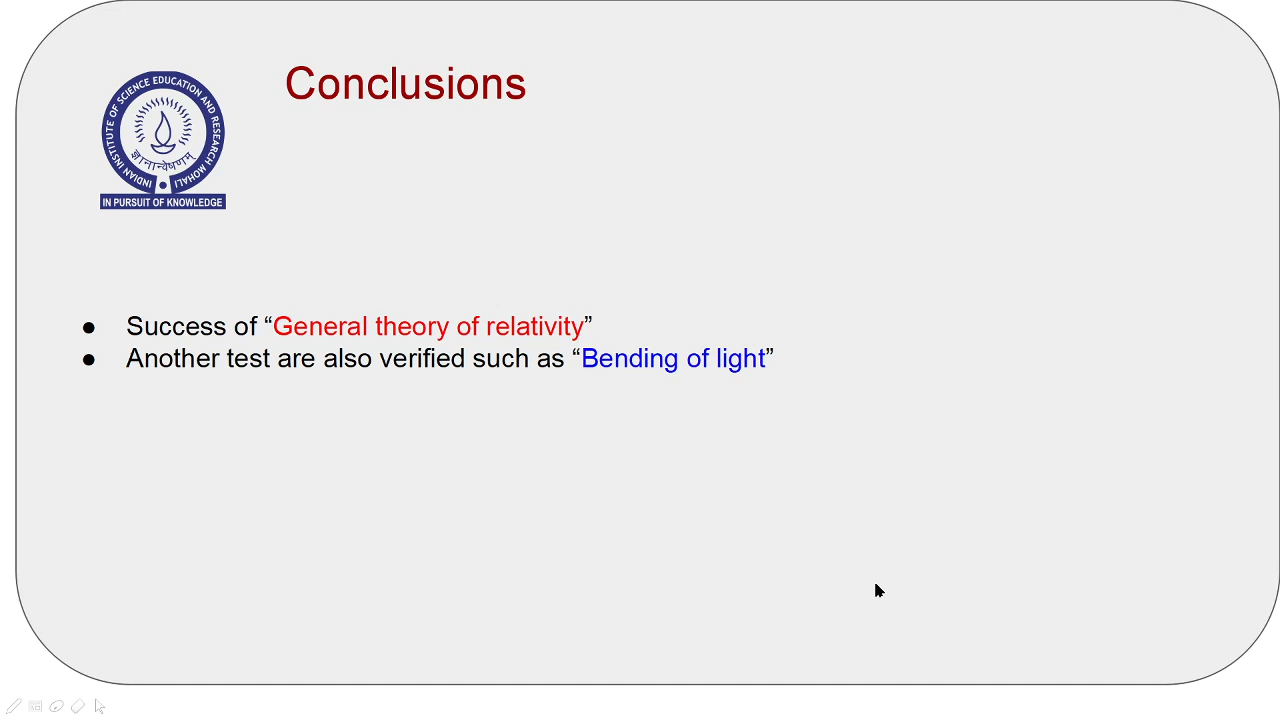 Conclusions
INDIAN INSTITUTE OF SCIENCE EDUCATION AND RESEARCH MOHALI
ज्ञानान्वेषणम्
IN PURSUIT OF KNOWLEDGE
● Success of “General theory of relativity”
● Another test are also verified such as “Bending of light”